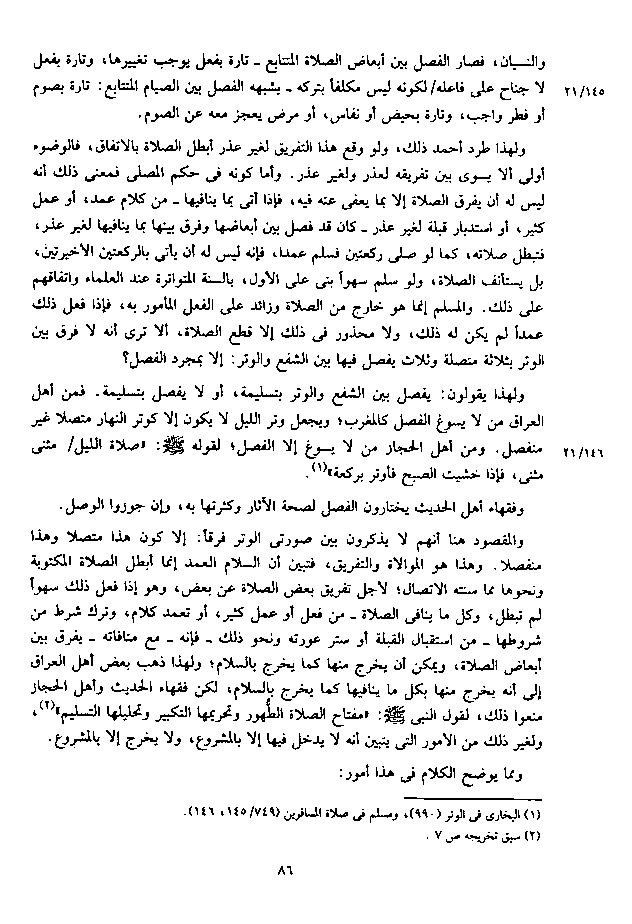 والنسيان، فصار الفصل بين أبعاض الصلاة المتتابع ـ تارة بفعل يوجب تغييرها، وتارة بفعل
٢١/١٤٥ لا جناح على فاعله/لكونه ليس مكلفاً بتركه ـ يشبهه الفصل بين الصيام المتتابع: تارة بصوم
أو فطر واجب، وتارة بحيض أو نفاس، أو مرض يعجز معه عن الصوم.
ولهذا طرد أحمد ذلك، ولو وقع هذا التفريق لغير عذر أبطل الصلاة بالاتفاق، فالوضوء
أولى ألا يسوى بين تفريقه لعذر ولغير عذر. وأما كونه فى حكم المصلى فمعنى ذلك أنه
ليس له أن يفرق الصلاة إلا بما يعفى عنه فيه، فإذا أتى بما ينافيها ـ من كلام عمد، أو عمل
كثير، أو استدبار قبلة لغير عذر ـ كان قد فصل بين أبعاضها وفرق بينها بما ينافيها لغير عذر،
فتبطل صلاته، كما لو صلى ركعتين فسلم عمدا، فإنه ليس له أن يأتى بالركعتين الأخيرتين،
بل يستأنف الصلاة، ولو سلم سهواً بنى على الأول، بالسنة المتواترة عند العلماء واتفاقهم
على ذلك. والمسلم إنما هو خارج من الصلاة وزائد على الفعل المأمور به، فإذا فعل ذلك
عمداً لم يكن له ذلك، ولا محذور فى ذلك إلا قطع الصلاة، ألا ترى أنه لا فرق بين
الوتر بثلاثة متصلة وثلاث يفصل فيها بين الشفع والوتر: إلا بمجرد الفصل؟
ولهذا يقولون: يفصل بين الشفع والوتر بتسليمة، أو لا يفصل بتسليمة. فمن أهل
العراق من لا يسوغ الفصل كالمغرب؛ ويجعل وتر الليل لا يكون إلا كوتر النهار متصلا غير
٢١/١٤٦ منفصل. ومن أهل الحجاز من لا يسوغ إلا الفصل؛ لقوله ﷺ: «صلاة الليل/ مثنى
مثنى، فإذا خشيت الصبح فأوتر بركعة»(١).
وفقهاء أهل الحديث يختارون الفصل لصحة الآثار وكثرتها به، وإن جوزوا الوصل.
والمقصود هنا أنهم لا يذكرون بين صورتى الوتر فرقاً: إلا كون هذا متصلا وهذا
منفصلا. وهذا هو الموالاة والتفريق، فتبين أن السلام العمد إنما أبطل الصلاة المكتوبة
ونحوها مما سنته الاتصال؛ لأجل تفريق بعض الصلاة عن بعض، وهو إذا فعل ذلك سهواً
لم تبطل، وكل ما ينافى الصلاة ـ من فعل أو عمل كثير، أو تعمد كلام، وترك شرط من
شروطها ـ من استقبال القبلة أو ستر عورته ونحو ذلك ـ فإنه ـ مع منافاته ـ يفرق بين
أبعاض الصلاة، ويمكن أن يخرج منها كما يخرج بالسلام؛ ولهذا ذهب بعض أهل العراق
إلى أنه يخرج منها بكل ما ينافيها كما يخرج بالسلام، لكن فقهاء الحديث وأهل الحجاز
منعوا ذلك، لقول النبى ﷺ: «مفتاح الصلاة الطُّهور وتحريمها التكبير وتحليلها التسليم»(٢)،
ولغير ذلك من الأمور التى يتبين أنه لا يدخل فيها إلا بالمشروع، ولا يخرج إلا بالمشروع.
ومما يوضح الكلام فى هذا أمور:
(١) البخارى فى الوتر (٩٩٠)، ومسلم فى صلاة المسافرين (٧٤٩/ ١٤٥، ١٤٦).
(٢) سبق تخريجه ص ٧ .
٨٦